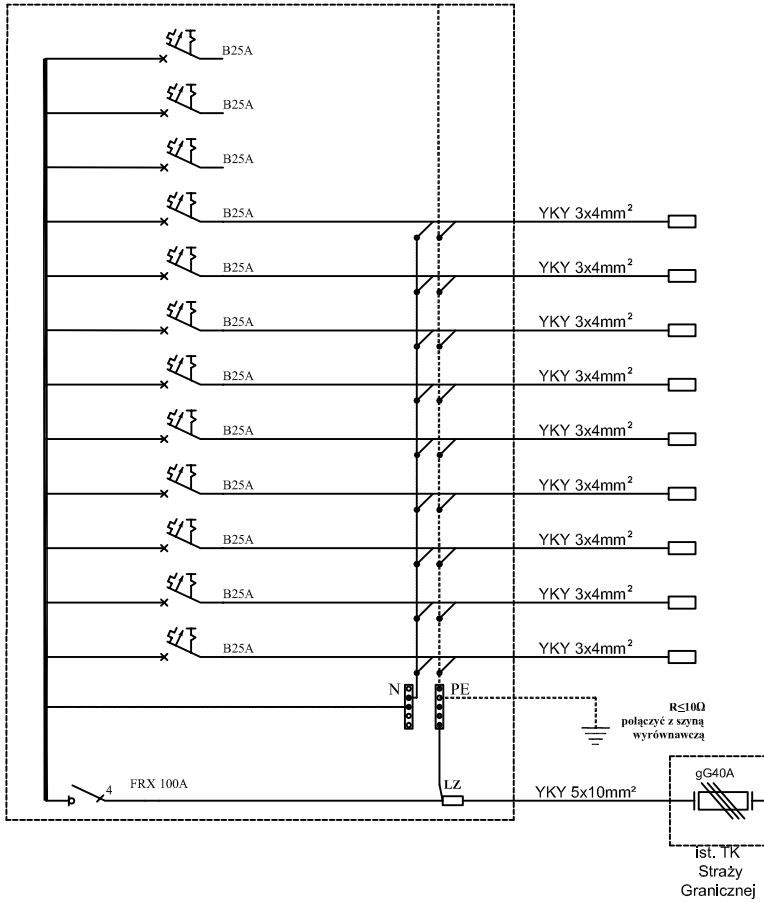 B25A
B25A
B25A
B25A YKY 3x4mm²
B25A YKY 3x4mm²
B25A YKY 3x4mm²
B25A YKY 3x4mm²
B25A YKY 3x4mm²
B25A YKY 3x4mm²
B25A YKY 3x4mm²
B25A YKY 3x4mm²
B25A YKY 3x4mm²
N PE
R≤10Ω
połączyć z szyną
wyrównawczą
4 FRX 100A LZ YKY 5x10mm²
gG40A
ist. TK
Straży
Granicznej